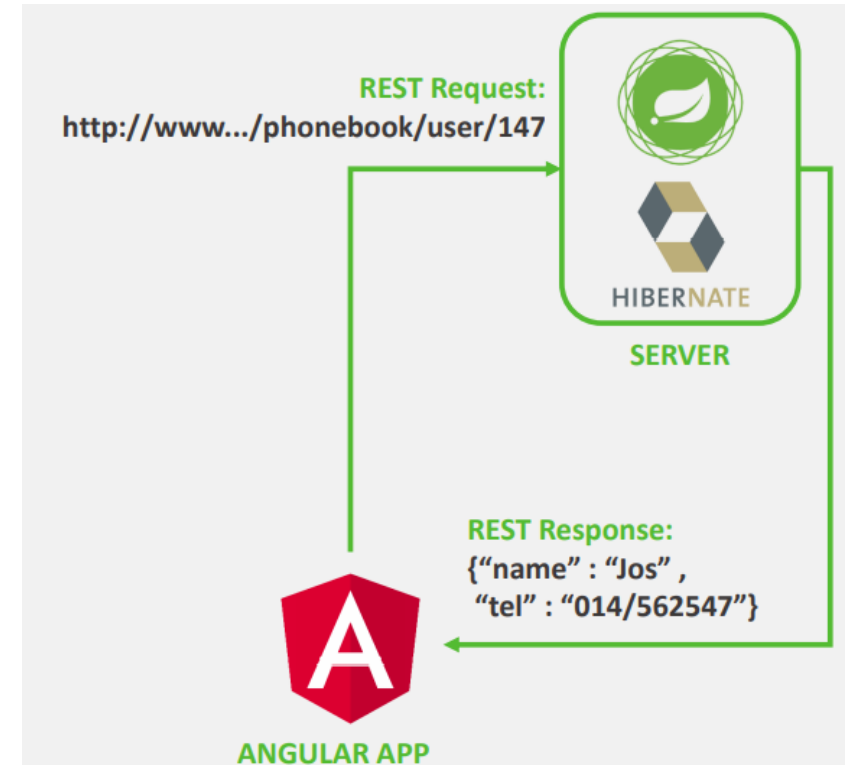 REST Request:
http://www.../phonebook/user/147
HIBERNATE
SERVER
REST Response:
{“name” : “Jos” ,
“tel” : “014/562547”}
A
ANGULAR APP